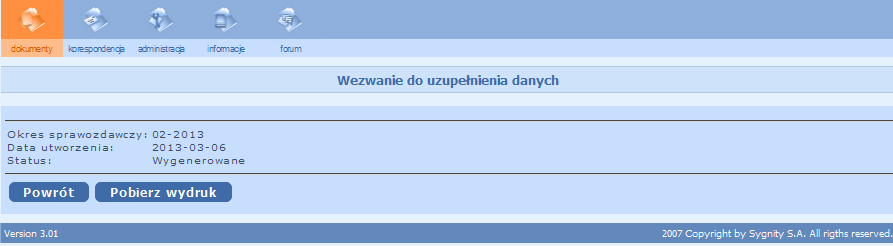 dokumenty korespondencja administracja informacje forum
Wezwanie do uzupełnienia danych
Okres sprawozdawczy: 02-2013
Data utworzenia: 2013-03-06
Status: Wygenerowane
Powrót Pobierz wydruk
Version 3.01 2007 Copyright by Sygnity S.A. All rigths reserved.